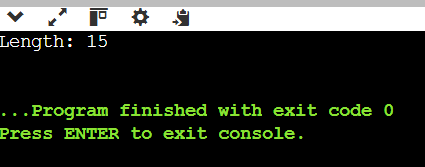 Length: 15
...Program finished with exit code 0
Press ENTER to exit console.